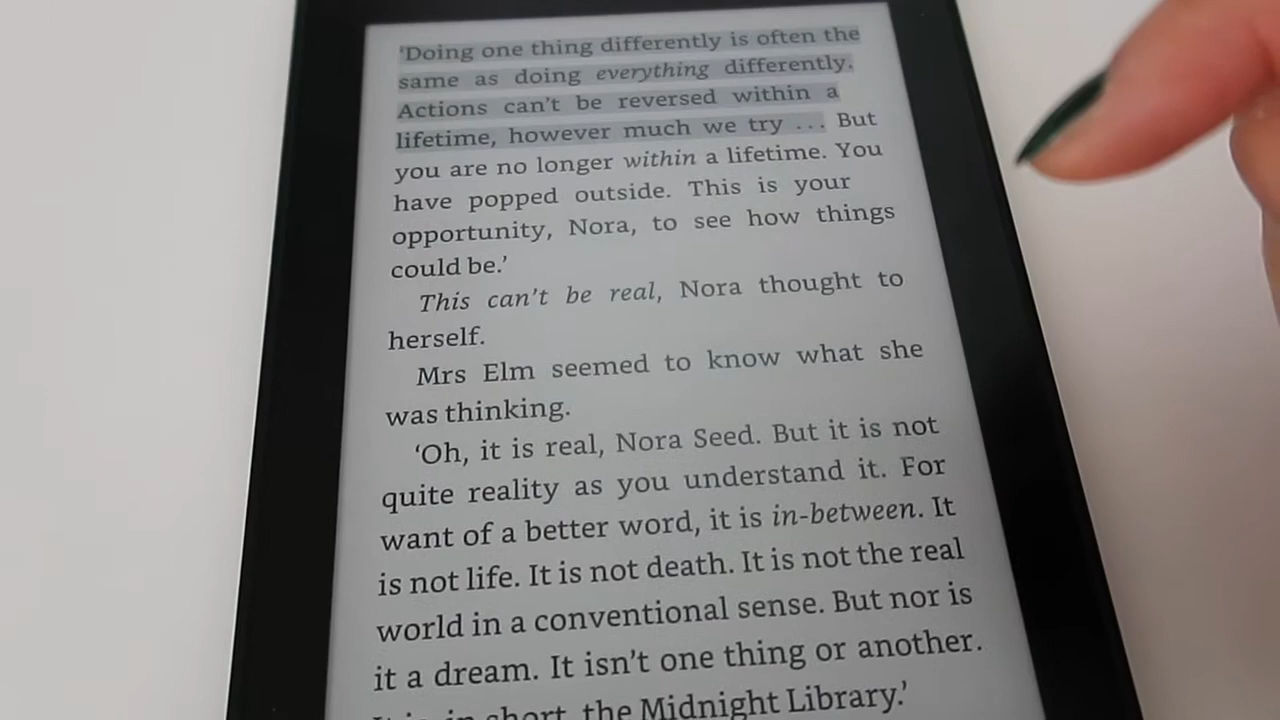 'Doing one thing differently is often the
same as doing everything differently.
Actions can't be reversed within a
lifetime, however much we try ... But
you are no longer within a lifetime. You
have popped outside. This is your
opportunity, Nora, to see how things
could be.'
This can't be real, Nora thought to
herself.
Mrs Elm seemed to know what she
was thinking.
'Oh, it is real, Nora Seed. But it is not
quite reality as you understand it. For
want of a better word, it is in-between. It
is not life. It is not death. It is not the real
world in a conventional sense. But nor is
it a dream. It isn't one thing or another.
It is, in short, the Midnight Library.'